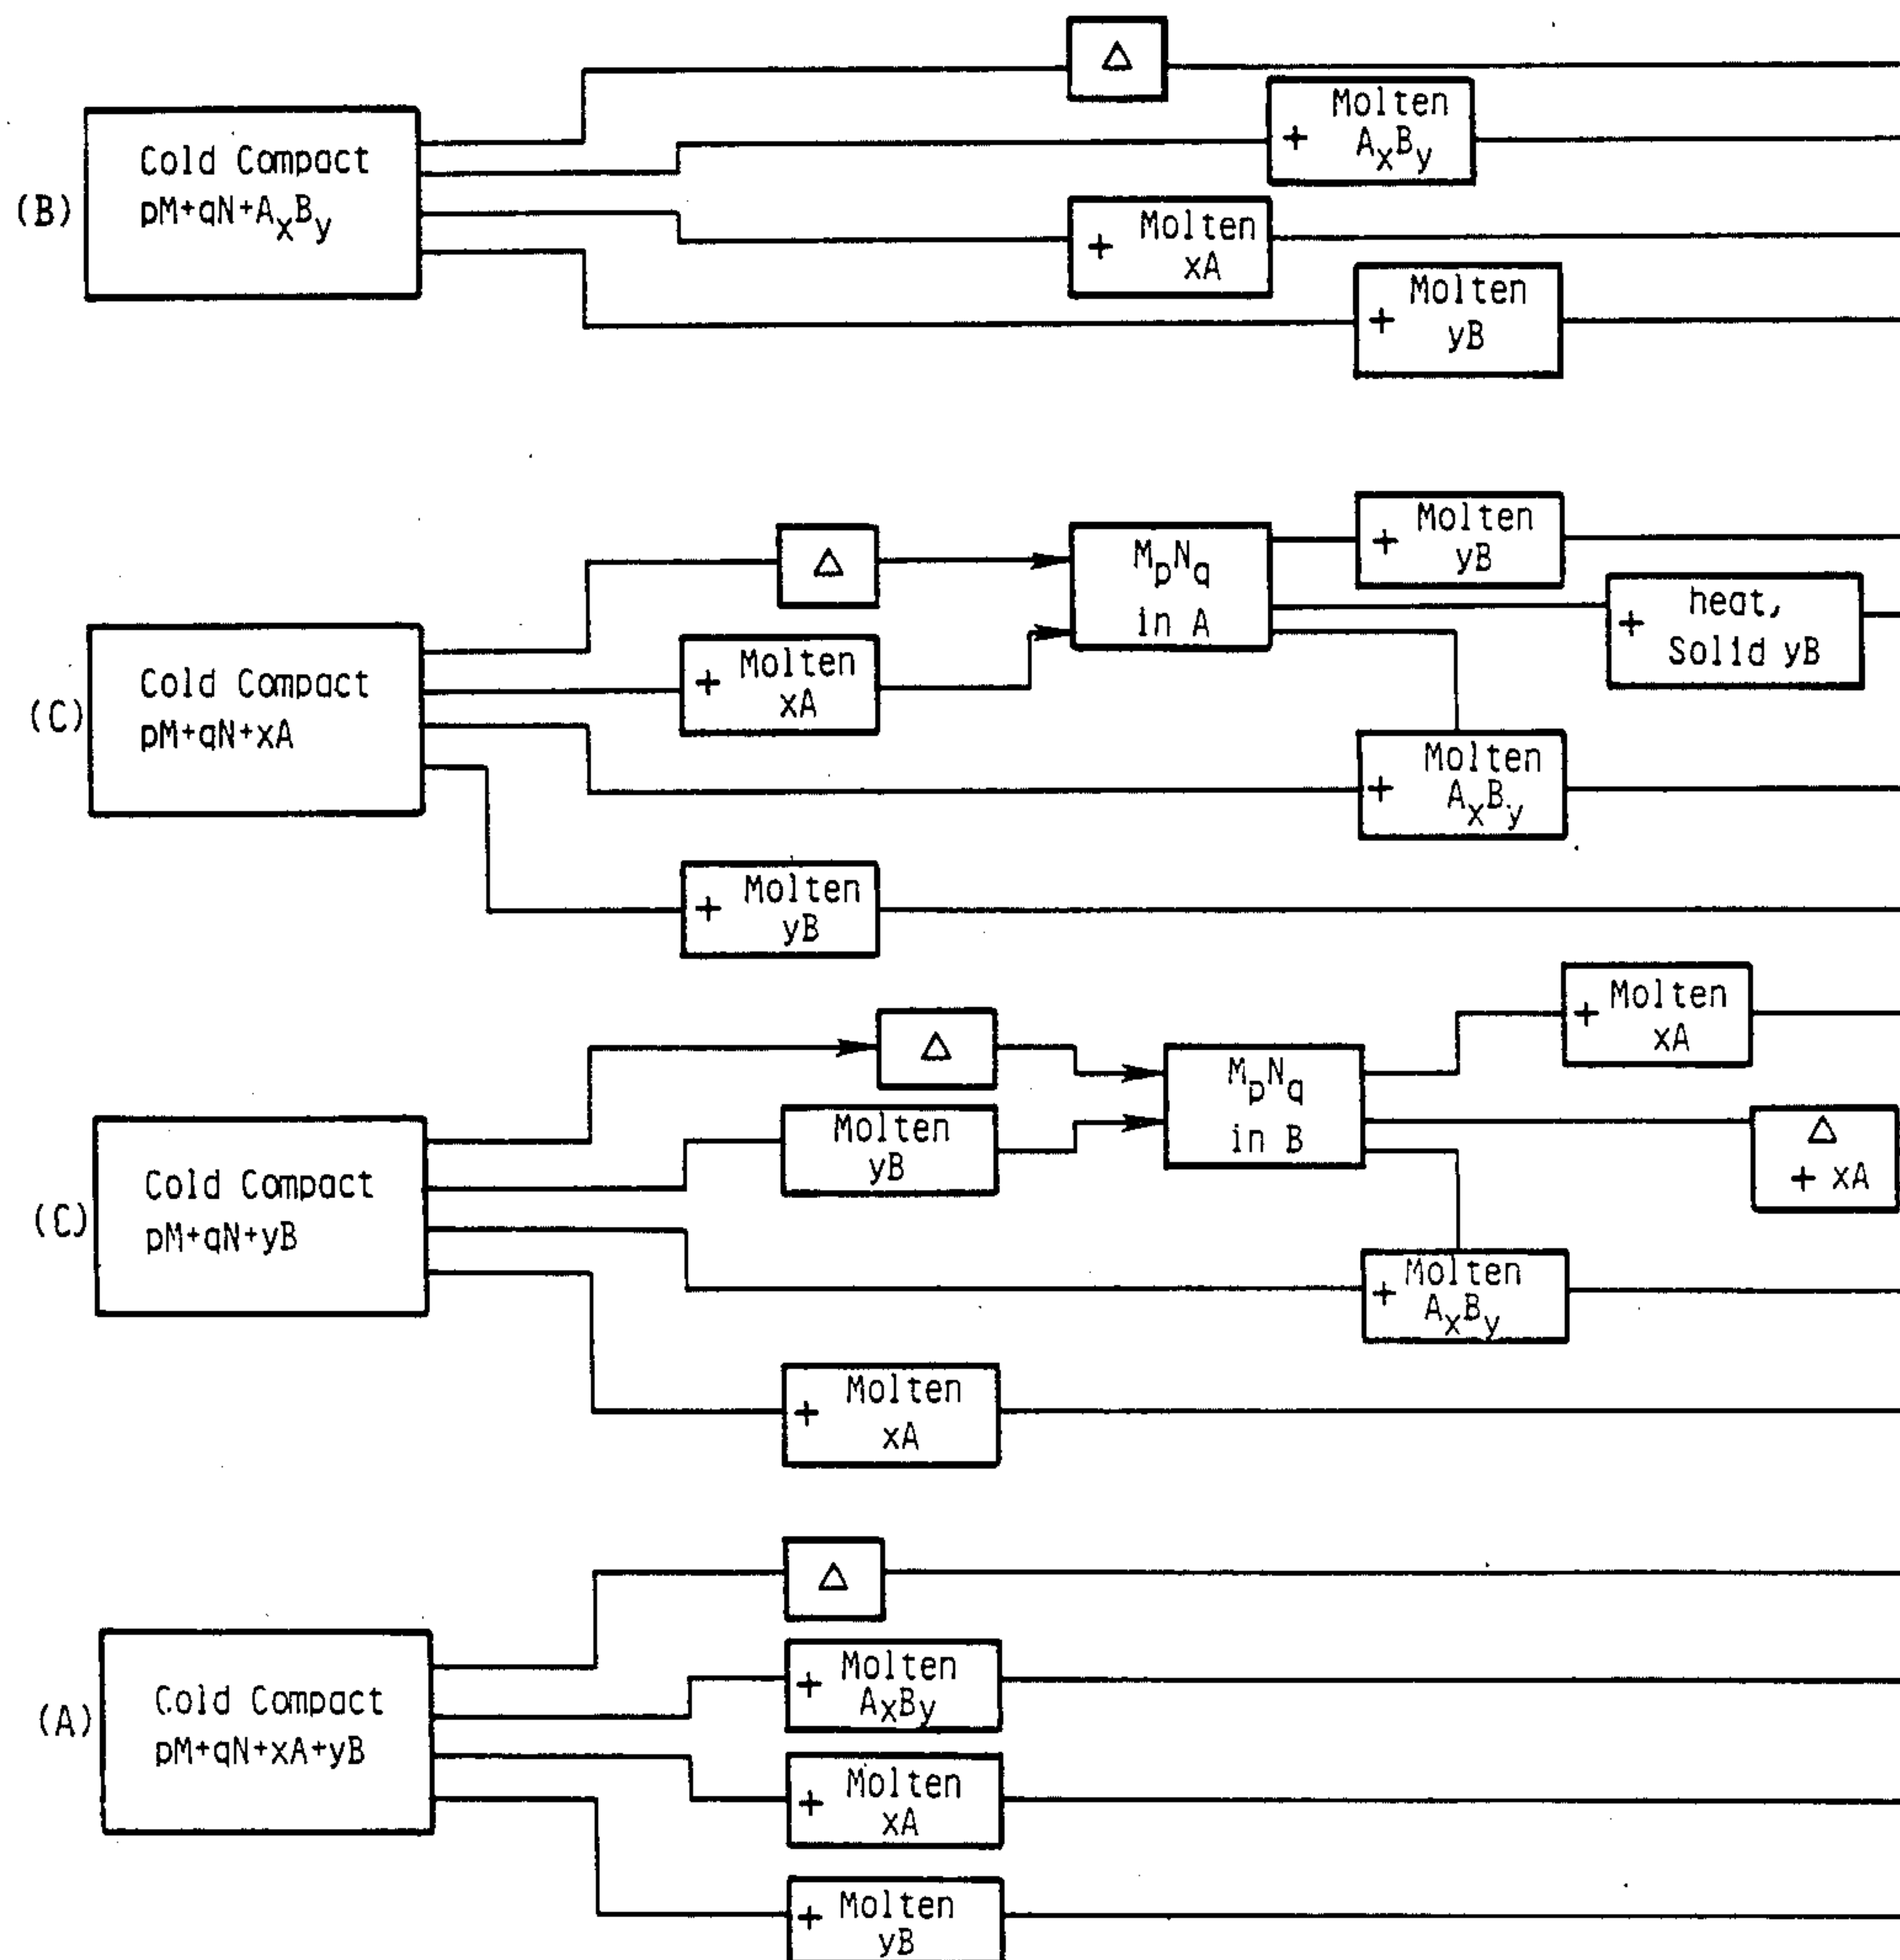 △
(B)
Cold Compact
pM+qN+AxBy
+ Molten
AxBy
+ Molten
xA
+ Molten
yB
(C)
Cold Compact
pM+qN+xA
△
+ Molten
xA
MpNq
in A
+ Molten
yB
+ heat,
Solid yB
+ Molten
AxBy
+ Molten
yB
(C)
Cold Compact
pM+qN+yB
△
Molten
yB
MpNq
in B
+ Molten
xA
△
+ xA
+ Molten
AxBy
+ Molten
xA
(A)
Cold Compact
pM+qN+xA+yB
△
+ Molten
AxBy
+ Molten
xA
+ Molten
yB